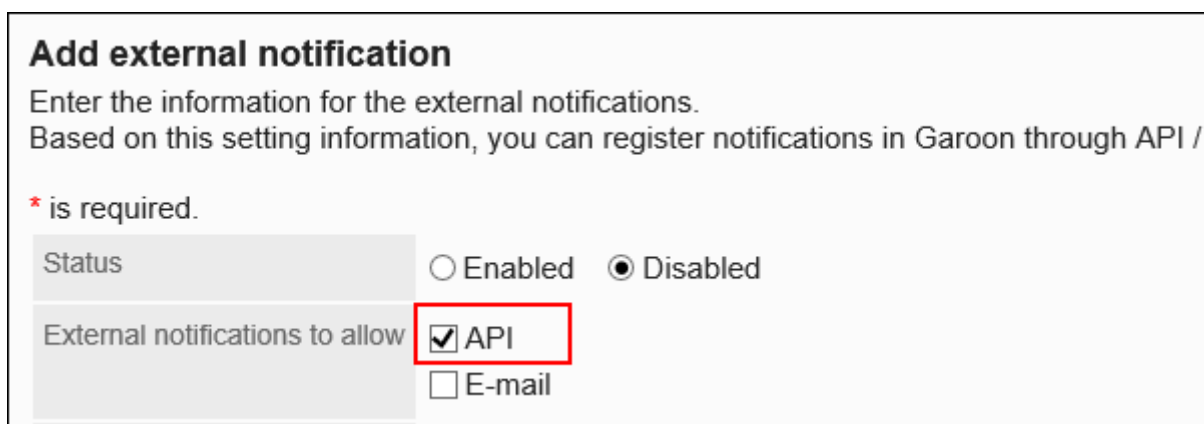 Add external notification
Enter the information for the external notifications.
Based on this setting information, you can register notifications in Garoon through API /
* is required.
Status Enabled Disabled
External notifications to allow API
E-mail